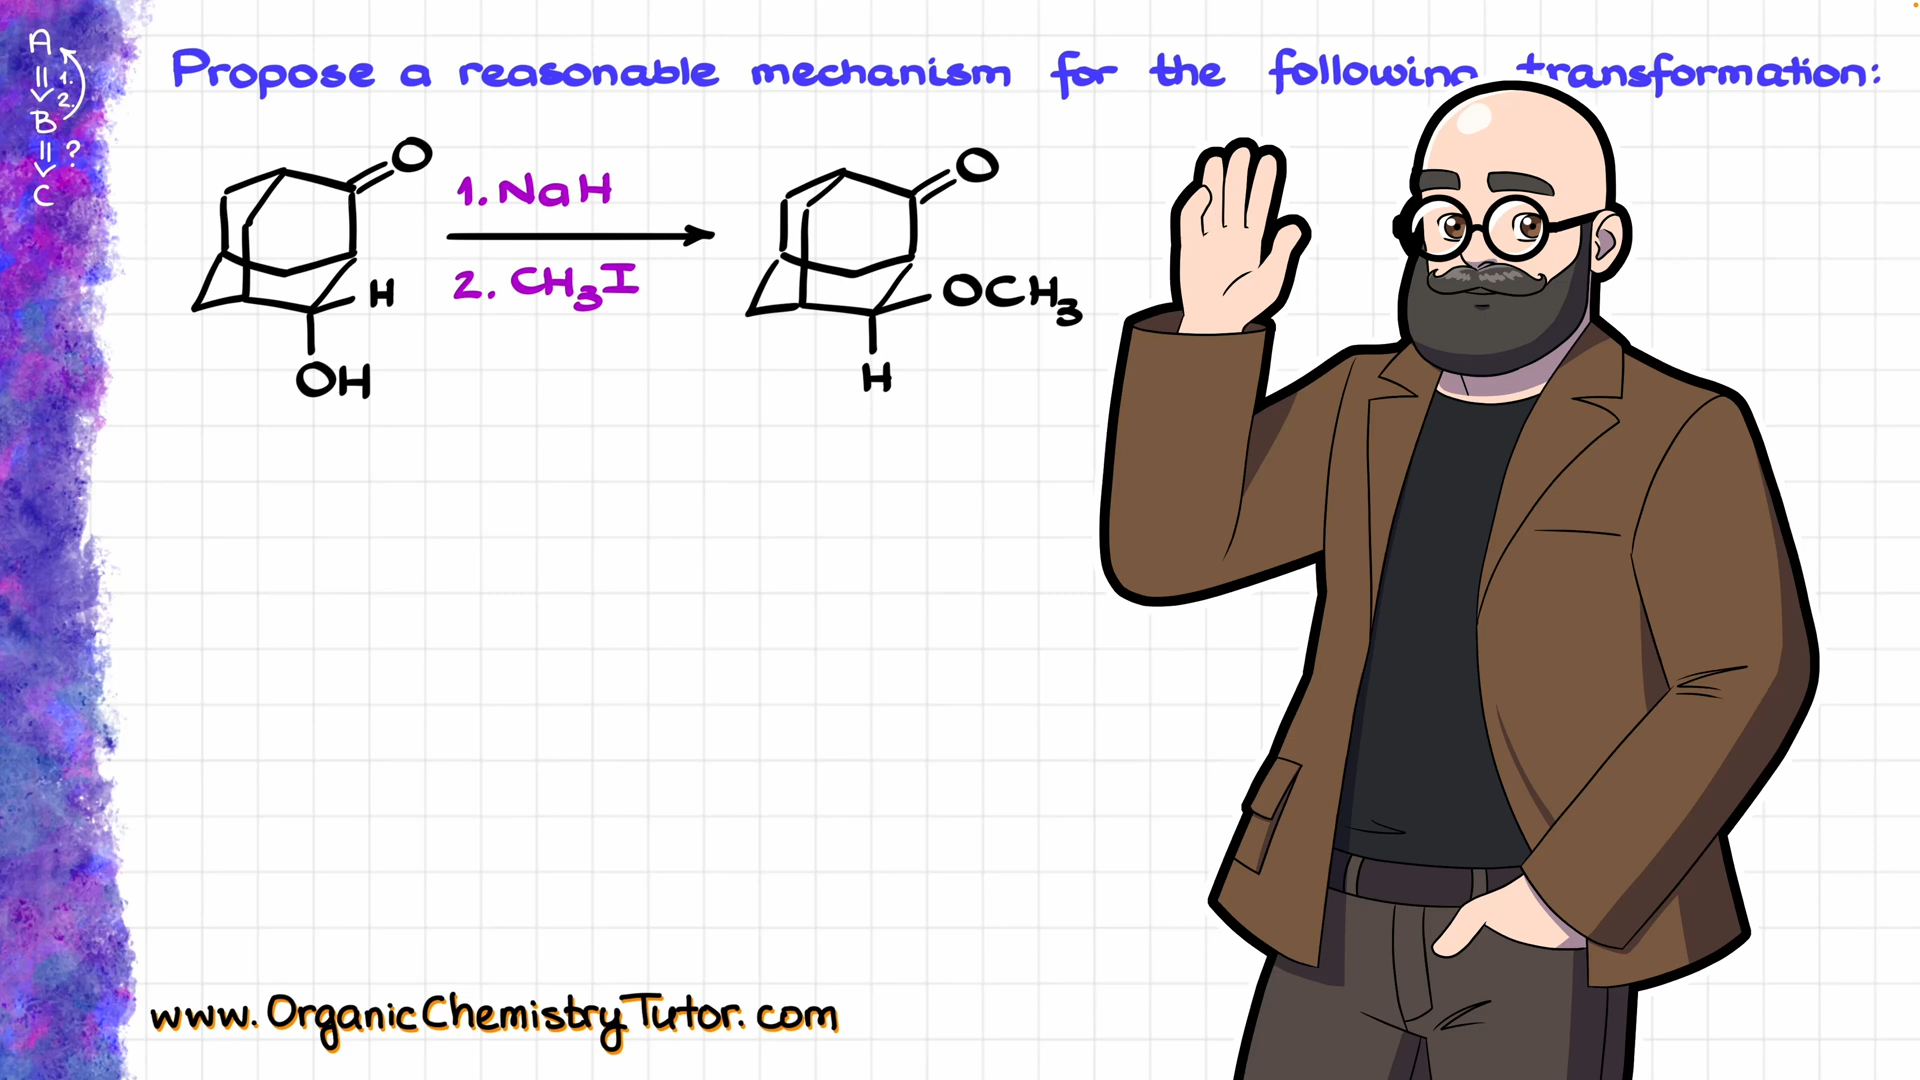 A
1.
2.
B
?
C
Propose a reasonable mechanism for the following transformation:
O
1. NaH
2. CH3I
H
OH
O
OCH3
H
www.OrganicChemistryTutor.com